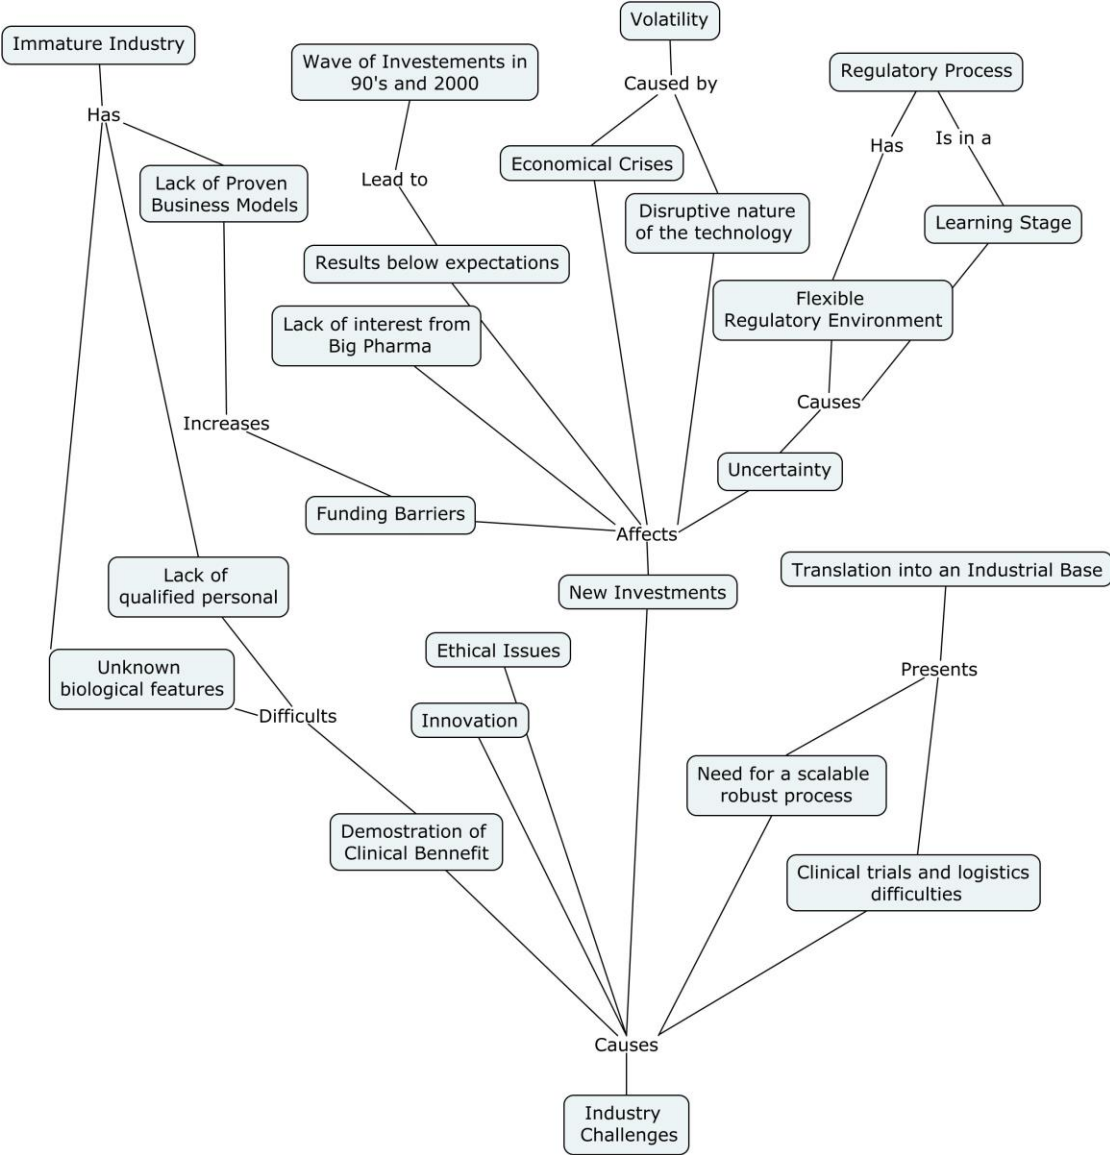 Volatility
Immature Industry
Wave of Investements in
90's and 2000
Regulatory Process
Caused by
Has
Has
Is in a
Economical Crises
Lack of Proven
Business Models
Lead to
Disruptive nature
of the technology
Learning Stage
Results below expectations
Flexible
Regulatory Environment
Lack of interest from
Big Pharma
Causes
Increases
Uncertainty
Funding Barriers
Affects
Translation into an Industrial Base
Lack of
qualified personal
New Investments
Ethical Issues
Unknown
biological features
Presents
Difficults
Innovation
Need for a scalable
robust process
Demostration of
Clinical Bennefit
Clinical trials and logistics
difficulties
Causes
Industry
Challenges